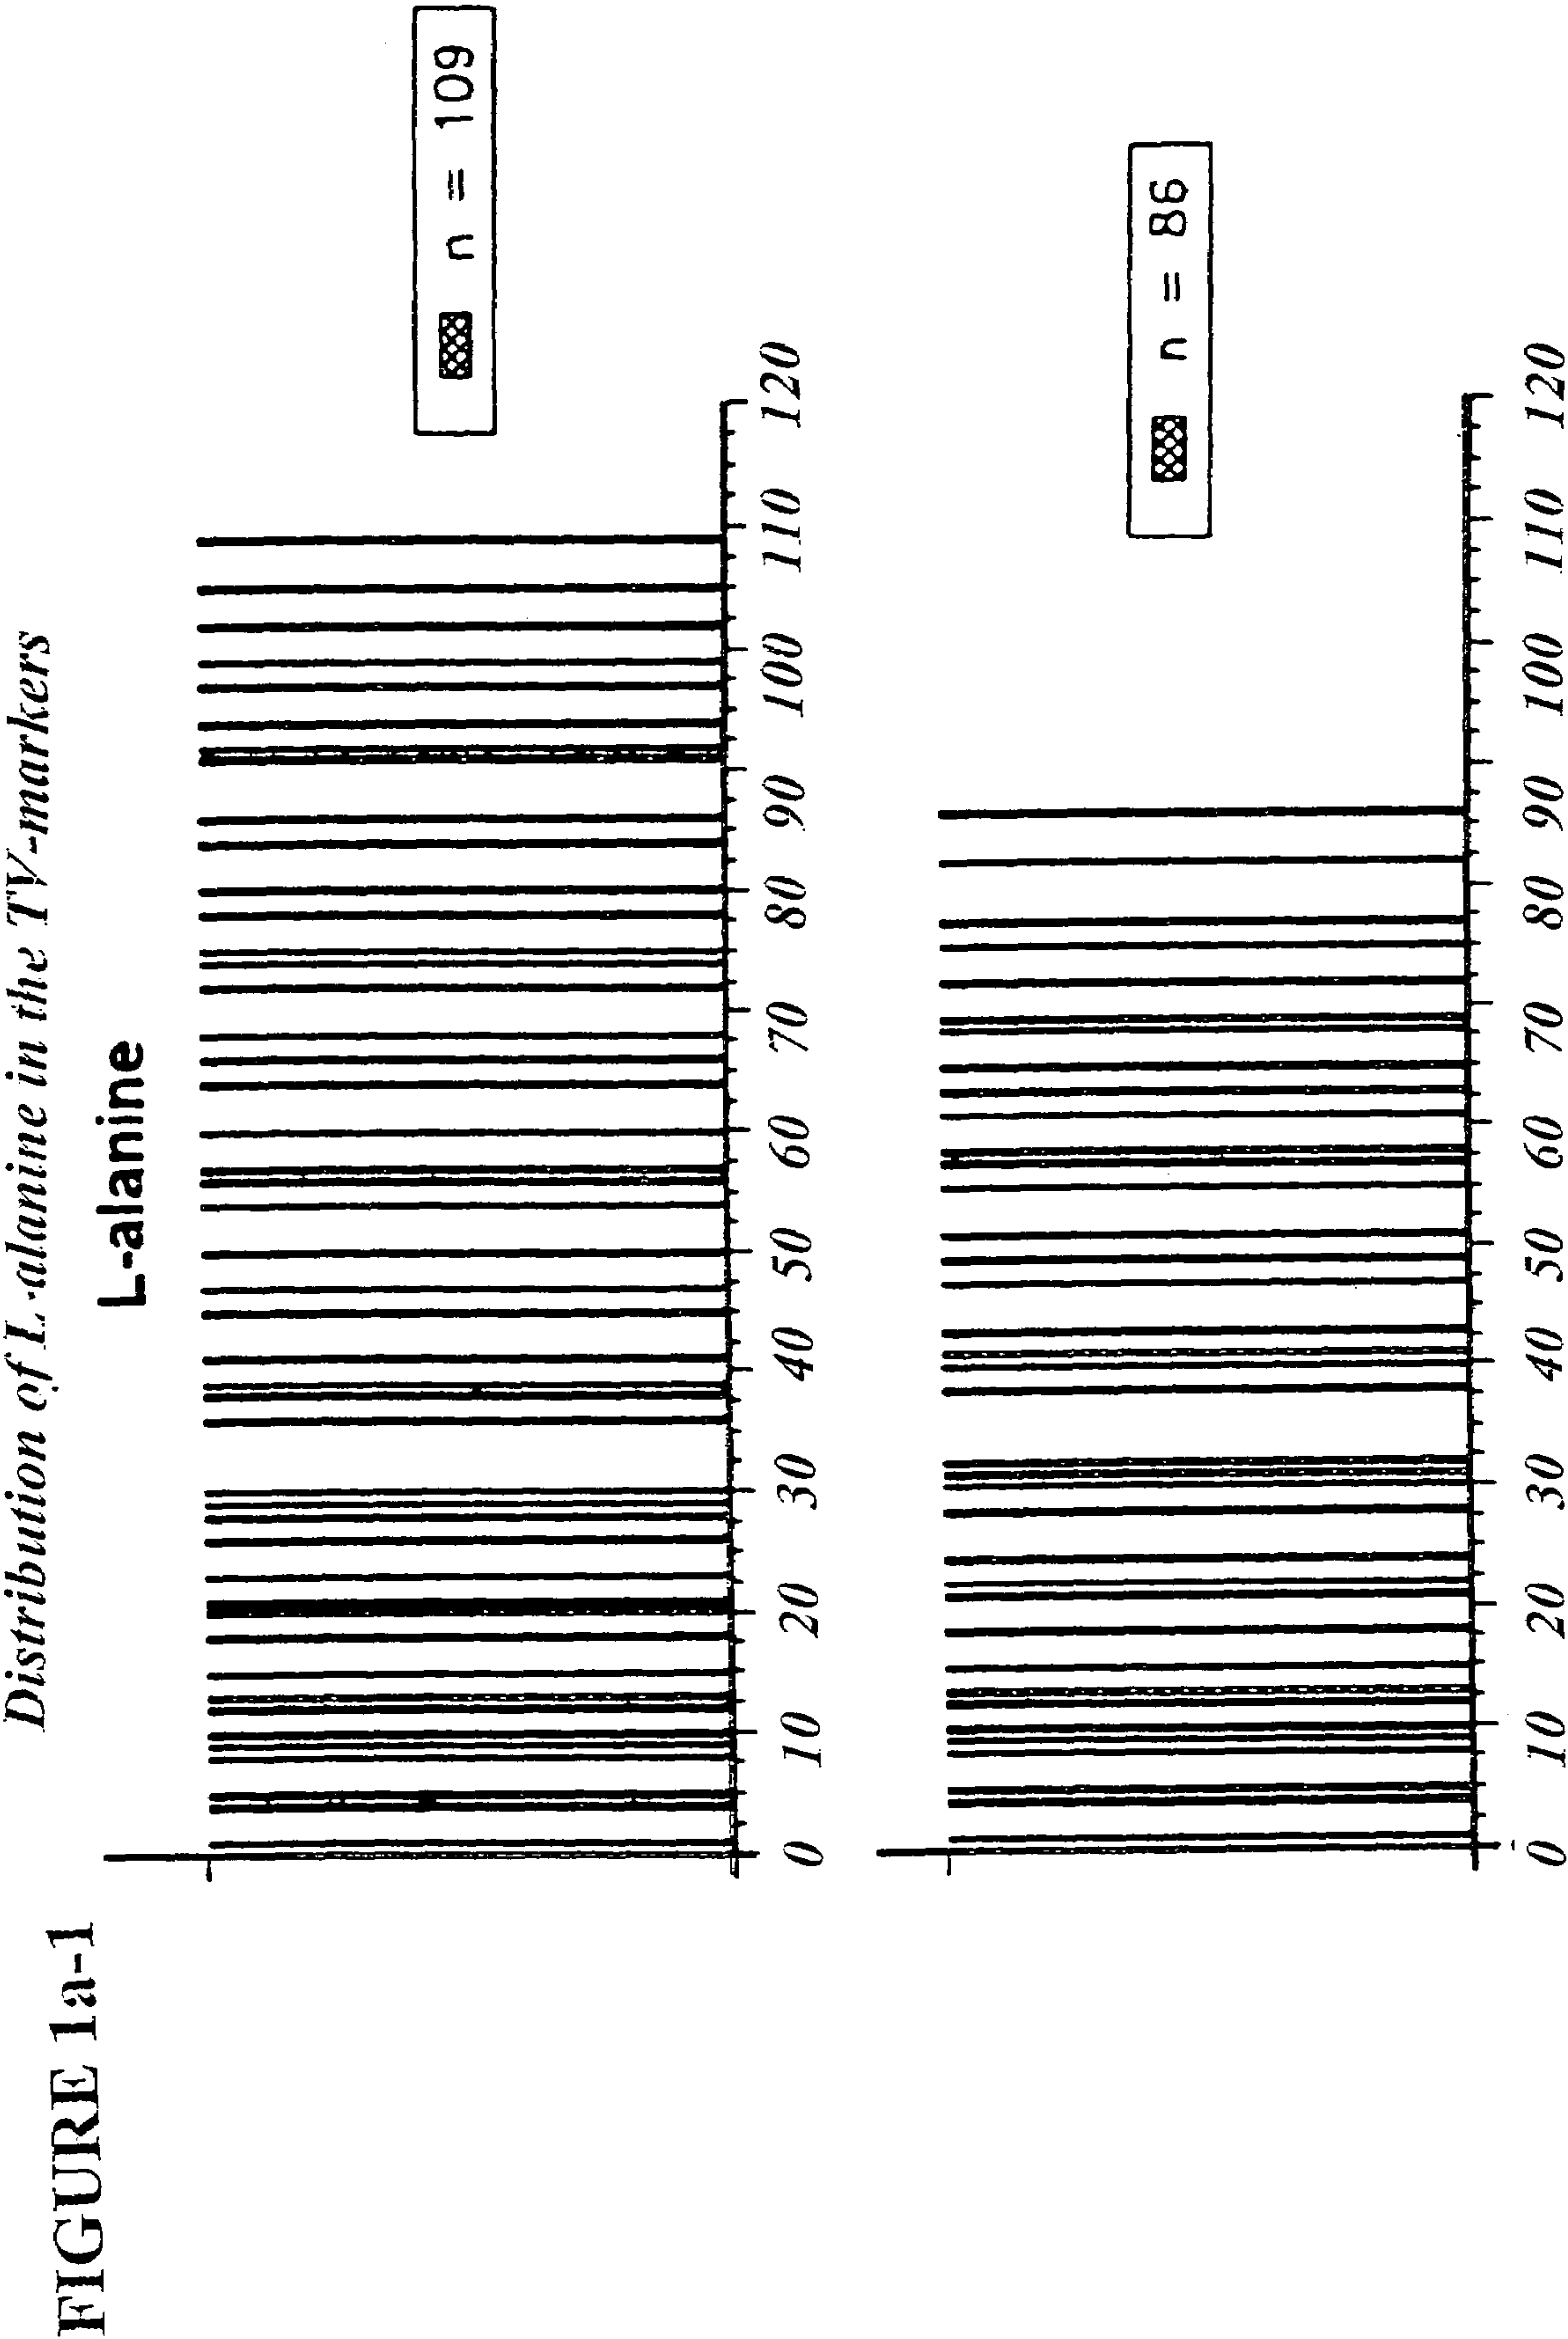 FIGURE 1a-1
Distribution of L-alanine in the TV-markers
L-alanine
n = 109
0 10 20 30 40 50 60 70 80 90 100 110 120
n = 86
0 10 20 30 40 50 60 70 80 90 100 110 120